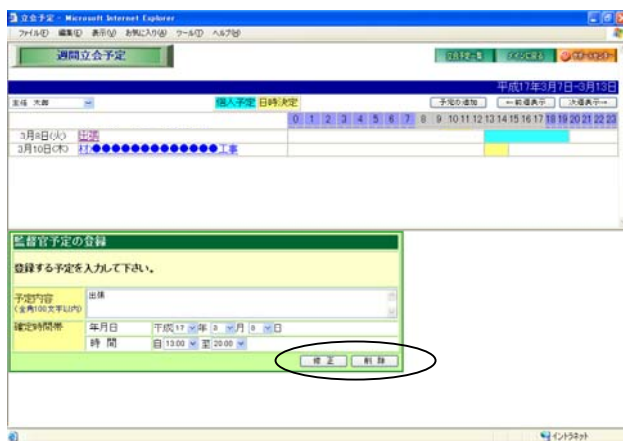 立会予定 - Microsoft Internet Explorer
ファイル(F) 編集(E) 表示(V) お気に入り(A) ツール(T) ヘルプ(H)
週間立会予定
平成17年3月7日-3月13日
主任 太郎 個人予定 日時決定 予定の追加 ←前週表示 次週表示→
0 1 2 3 4 5 6 7 8 9 10 11 12 13 14 15 16 17 18 19 20 21 22 23
3月8日(火) 出張
3月10日(木) ●●●●●●●●●●●●●工事
監督官予定の登録
登録する予定を入力して下さい。
予定内容 出張
(全角100文字以内)
確定時間帯 年月日 平成 17 年 3 月 8 日
時間 自 13:00 至 20:00
修正 削除
イントラネット